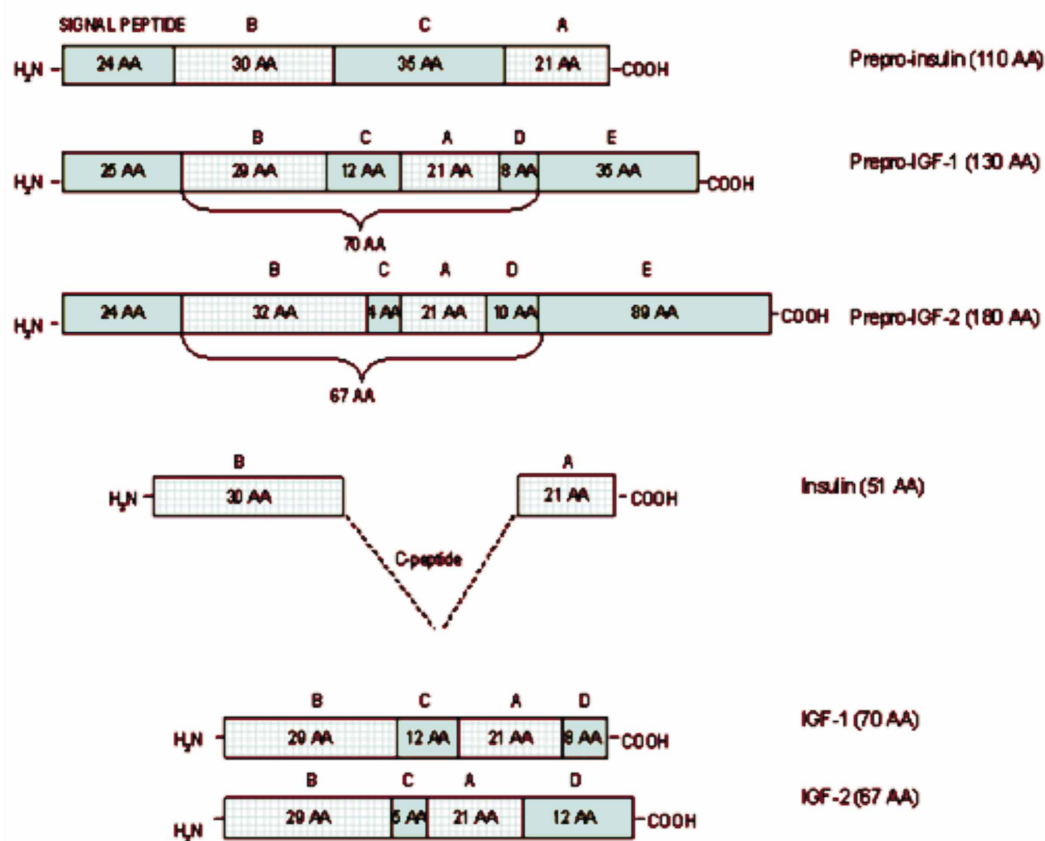 SIGNAL PEPTIDE B C A
H₂N 24 AA 30 AA 35 AA 21 AA COOH Prepro-insulin (110 AA)
B C A D E
H₂N 25 AA 29 AA 12 AA 21 AA 8 AA 35 AA COOH Prepro-IGF-1 (130 AA)
70 AA
B C A D E
H₂N 24 AA 32 AA 4 AA 21 AA 10 AA 89 AA COOH Prepro-IGF-2 (180 AA)
67 AA
B A
H₂N 30 AA 21 AA COOH Insulin (51 AA)
C-peptide
B C A D
H₂N 29 AA 12 AA 21 AA 8 AA COOH IGF-1 (70 AA)
B C A D
H₂N 29 AA 5 AA 21 AA 12 AA COOH IGF-2 (67 AA)